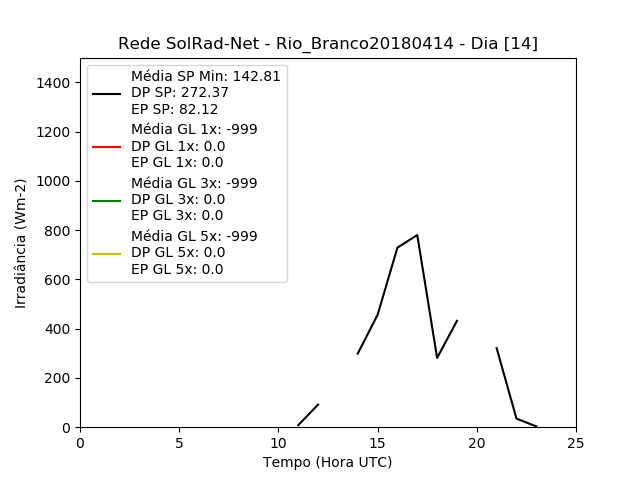 Rede SolRad-Net - Rio_Branco20180414 - Dia [14]
Média SP Min: 142.81
DP SP: 272.37
EP SP: 82.12
Média GL 1x: -999
DP GL 1x: 0.0
EP GL 1x: 0.0
Média GL 3x: -999
DP GL 3x: 0.0
EP GL 3x: 0.0
Média GL 5x: -999
DP GL 5x: 0.0
EP GL 5x: 0.0
Irradiância (Wm-2)
1400
1200
1000
800
600
400
200
0
0 5 10 15 20 25
Tempo (Hora UTC)